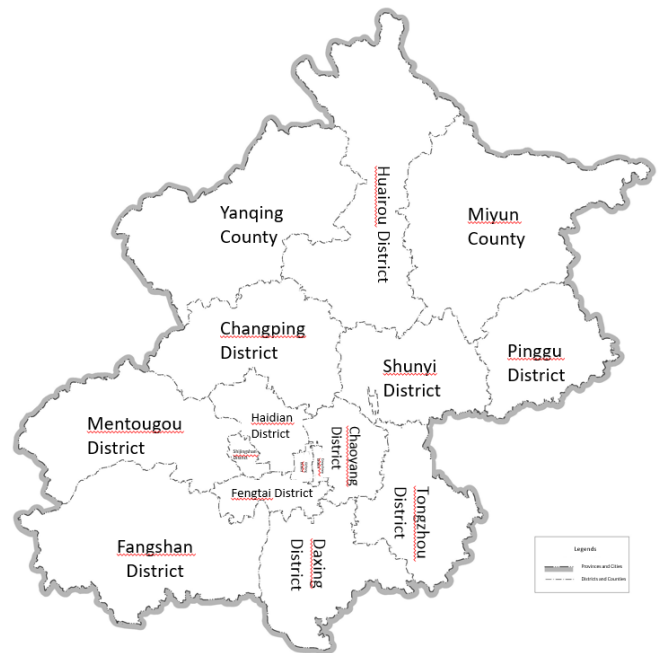 Huairou District
Yanqing
County
Miyun
County
Changping
District
Shunyi
District
Pinggu
District
Haidian
District
Mentougou
District
Chaoyang
District
Shijingshan
Fengtai District
Tongzhou
District
Fangshan
District
Daxing
District
Legends
Provinces and Cities
Districts and Counties